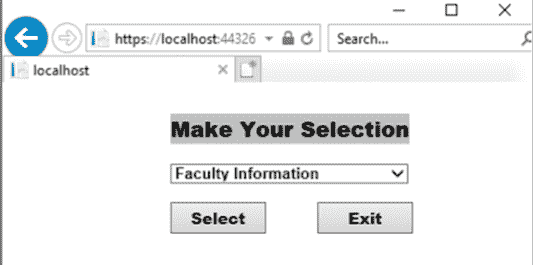 https://localhost:44326
Search...
localhost
Make Your Selection
Faculty Information
Select
Exit